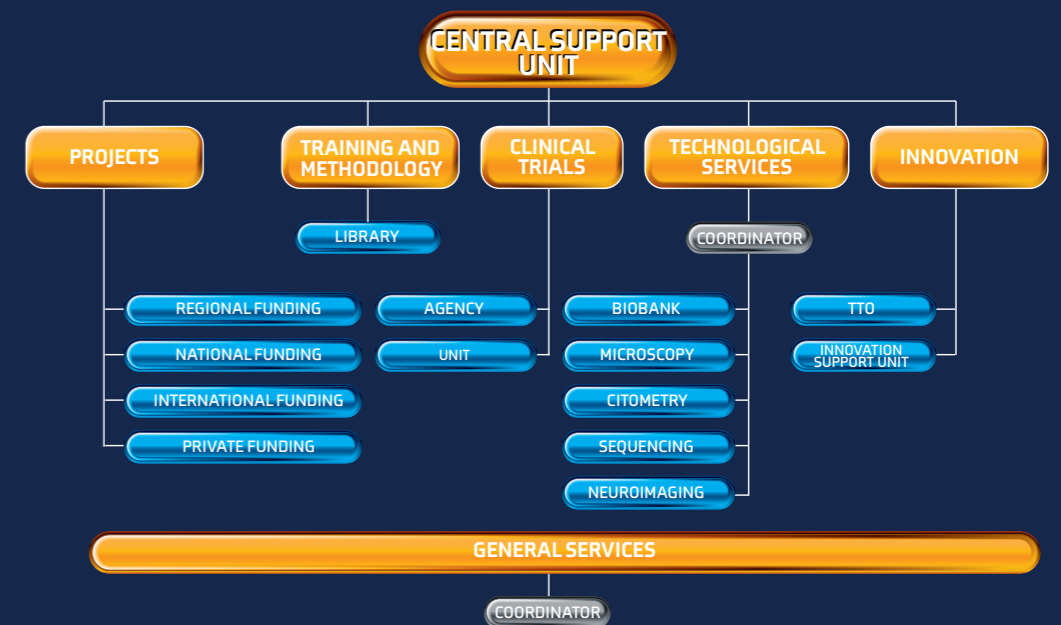 CENTRAL SUPPORT
UNIT
PROJECTS
TRAINING AND
METHODOLOGY
CLINICAL
TRIALS
TECHNOLOGICAL
SERVICES
INNOVATION
LIBRARY
COORDINATOR
REGIONAL FUNDING
AGENCY
BIOBANK
TTO
NATIONAL FUNDING
UNIT
MICROSCOPY
INNOVATION
SUPPORT UNIT
INTERNATIONAL FUNDING
CITOMETRY
PRIVATE FUNDING
SEQUENCING
NEUROIMAGING
GENERAL SERVICES
COORDINATOR